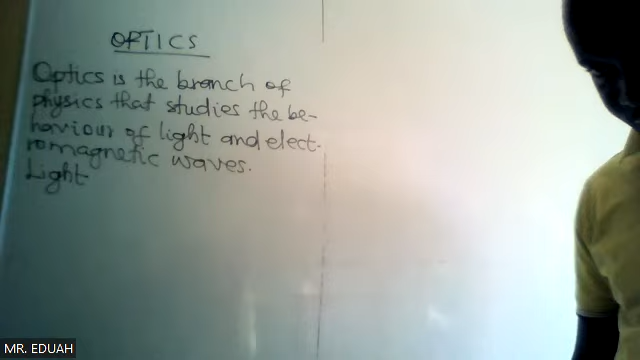 OPTICS
Optics is the branch of
physics that studies the be-
haviour of light and elect-
romagnetic waves.
Light
MR. EDUAH